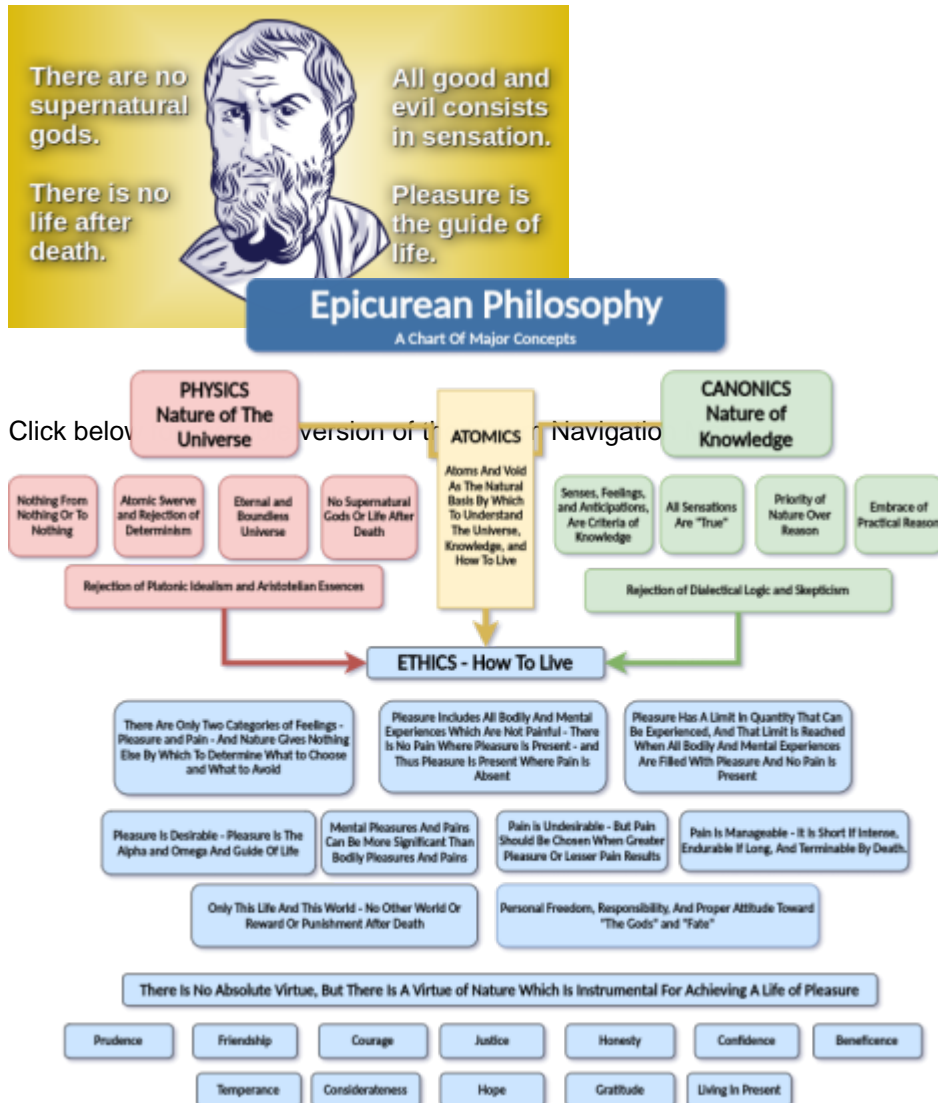 There are no
supernatural
gods.
There is no
life after
death.
All good and
evil consists
in sensation.
Pleasure is
the guide of
life.
Epicurean Philosophy
A Chart Of Major Concepts
Click below version of Navigatio
PHYSICS
Nature of The
Universe
ATOMICS
Atoms And Void
As The Natural
Basis By Which
To Understand
The Universe,
Knowledge, and
How To Live
CANONICS
Nature of
Knowledge
Nothing From
Nothing Or To
Nothing
Atomic Swerve
and Rejection of
Determinism
Eternal and
Boundless
Universe
No Supernatural
Gods Or Life After
Death
Senses, Feelings,
and Anticipations,
Are Criteria of
Knowledge
All Sensations
Are "True"
Priority of
Nature Over
Reason
Embrace of
Practical Reason
Rejection of Platonic Idealism and Aristotelian Essences
Rejection of Dialectical Logic and Skepticism
ETHICS - How To Live
There Are Only Two Categories of Feelings -
Pleasure and Pain - And Nature Gives Nothing
Else By Which To Determine What to Choose
and What to Avoid
Pleasure Includes All Bodily And Mental
Experiences Which Are Not Painful - There
Is No Pain Where Pleasure Is Present - and
Thus Pleasure Is Present Where Pain Is
Absent
Pleasure Has A Limit In Quantity That Can
Be Experienced, And That Limit Is Reached
When All Bodily And Mental Experiences
Are Filled With Pleasure And No Pain Is
Present
Pleasure Is Desirable - Pleasure Is The
Alpha and Omega And Guide Of Life
Mental Pleasures And Pains
Can Be More Significant Than
Bodily Pleasures And Pains
Pain is Undesirable - But Pain
Should Be Chosen When Greater
Pleasure Or Lesser Pain Results
Pain Is Manageable - It Is Short If Intense,
Endurable If Long, And Terminable By Death.
Only This Life And This World - No Other World Or
Reward Or Punishment After Death
Personal Freedom, Responsibility, And Proper Attitude Toward
"The Gods" and "Fate"
There Is No Absolute Virtue, But There Is A Virtue of Nature Which Is Instrumental For Achieving A Life of Pleasure
Prudence
Friendship
Courage
Justice
Honesty
Confidence
Beneficence
Temperance
Considerateness
Hope
Gratitude
Living In Present